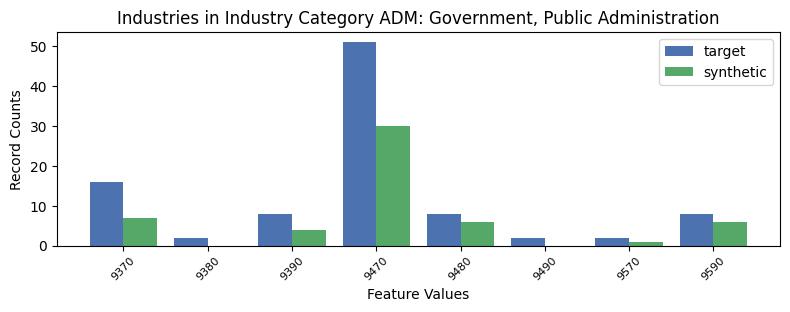 Industries in Industry Category ADM: Government, Public Administration
target
synthetic
Record Counts
50
40
30
20
10
0
9370
9380
9390
9470
9480
9490
9570
9590
Feature Values